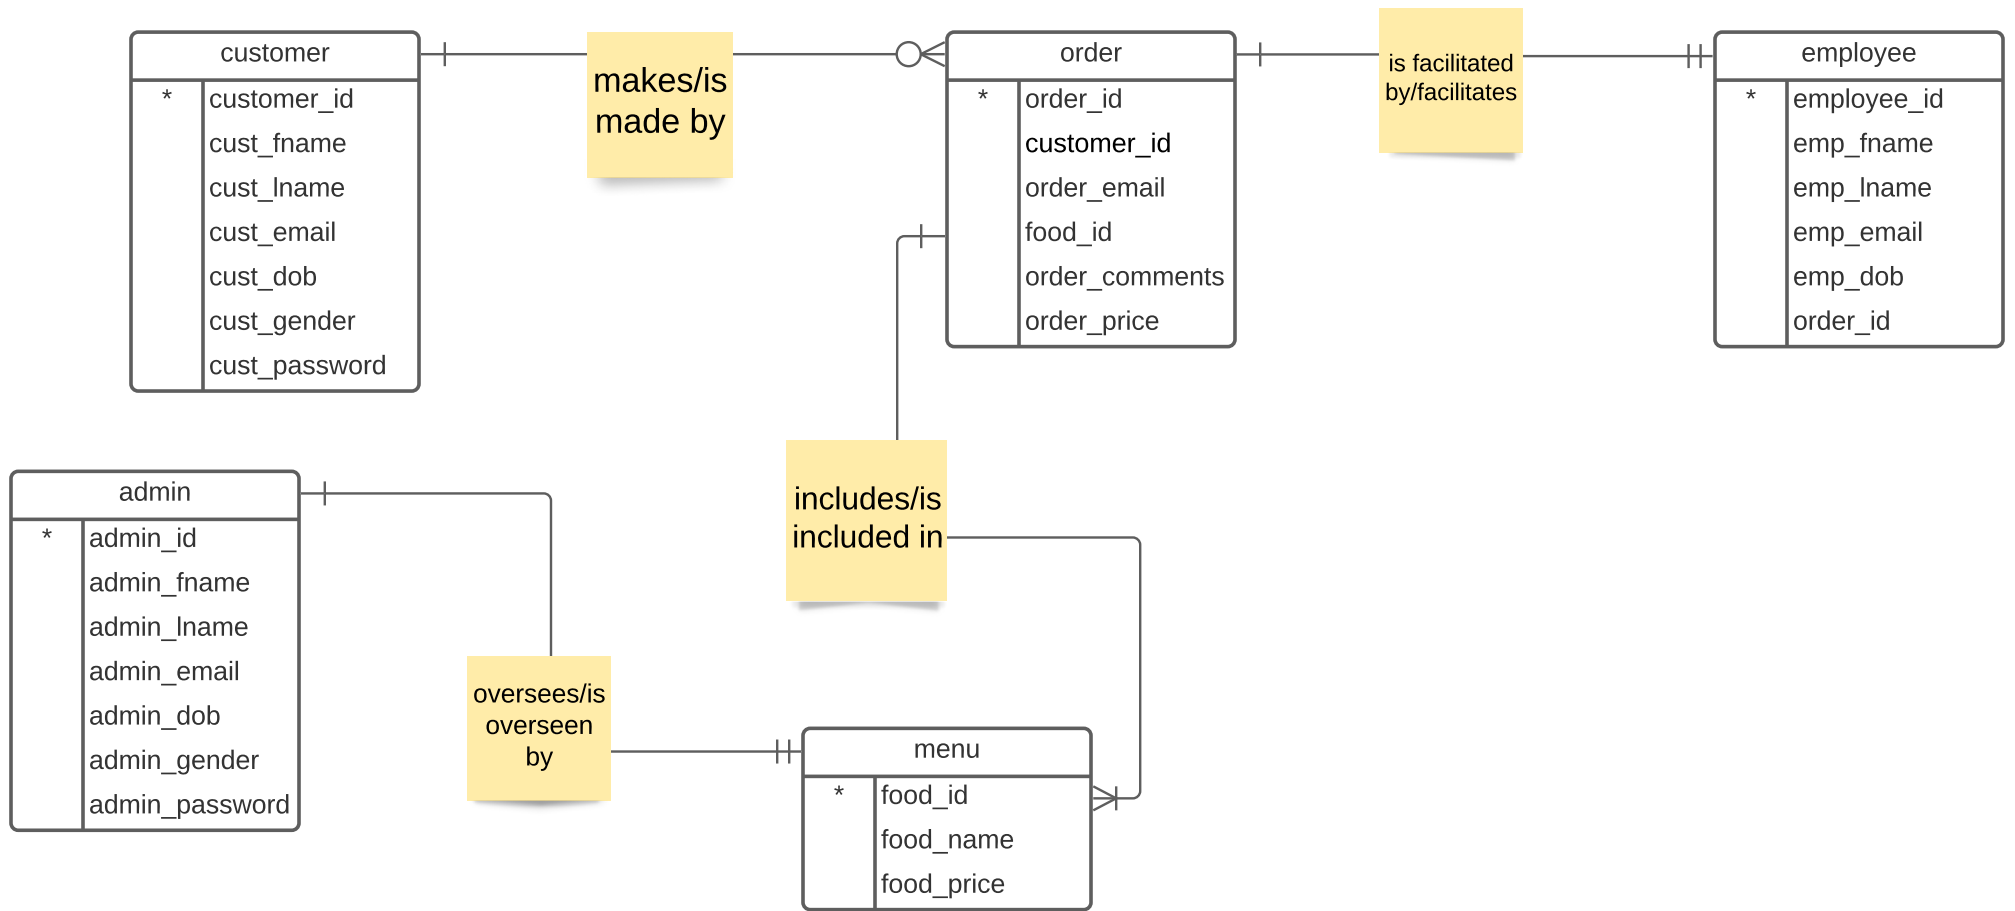 customer
* customer_id
cust_fname
cust_lname
cust_email
cust_dob
cust_gender
cust_password
makes/is
made by
order
* order_id
customer_id
order_email
food_id
order_comments
order_price
is facilitated
by/facilitates
employee
* employee_id
emp_fname
emp_lname
emp_email
emp_dob
order_id
admin
* admin_id
admin_fname
admin_lname
admin_email
admin_dob
admin_gender
admin_password
includes/is
included in
oversees/is
overseen
by
menu
* food_id
food_name
food_price